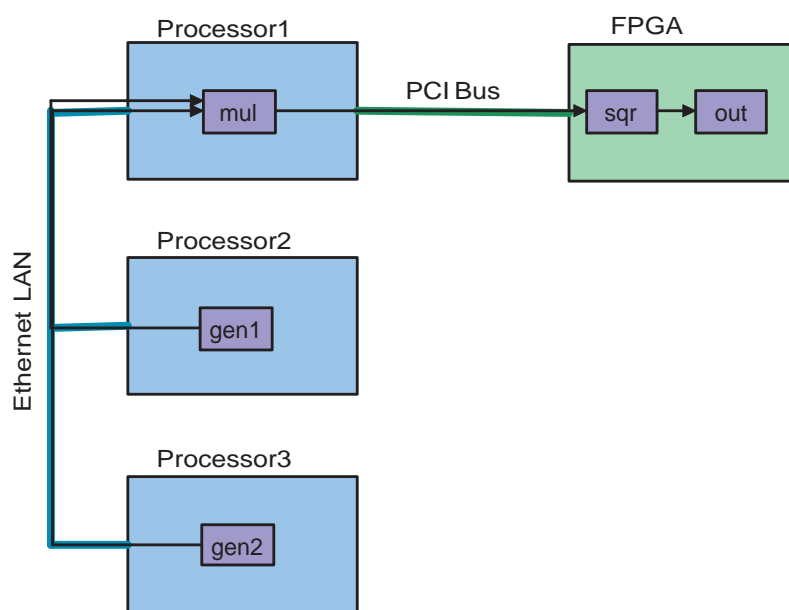 Processor1
FPGA
PCI Bus
mul
sqr
out
Processor2
gen1
Ethernet LAN
Processor3
gen2